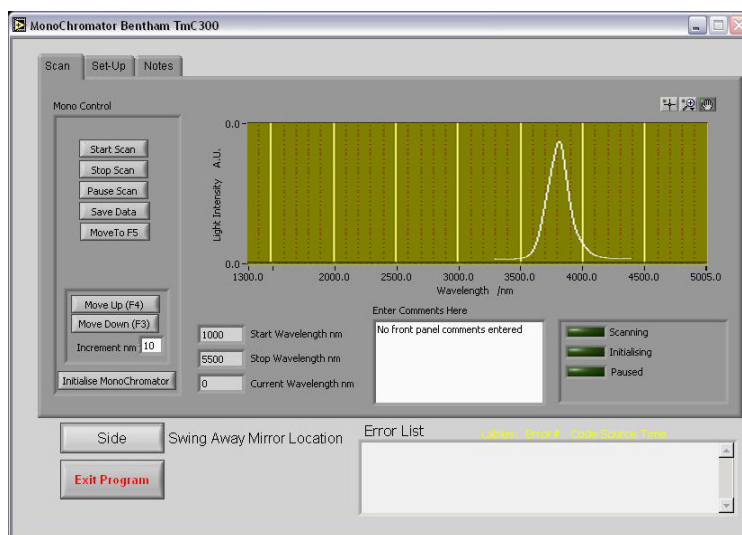 MonoChromator Bentham TmC300
Scan Set-Up Notes
Mono Control
Start Scan
Stop Scan
Pause Scan
Save Data
MoveTo F5
Move Up (F4)
Move Down (F3)
Increment nm 10
Initialise MonoChromator
Light Intensity A.U.
0.0
0.0
1300.0 2000.0 2500.0 3000.0 3500.0 4000.0 4500.0 5005.0
Wavelength /nm
1000 Start Wavelength nm
5500 Stop Wavelength nm
0 Current Wavelength nm
Enter Comments Here
No front panel comments entered
Scanning
Initialising
Paused
Side Swing Away Mirror Location
Exit Program
Error List
Error# Code Source Time